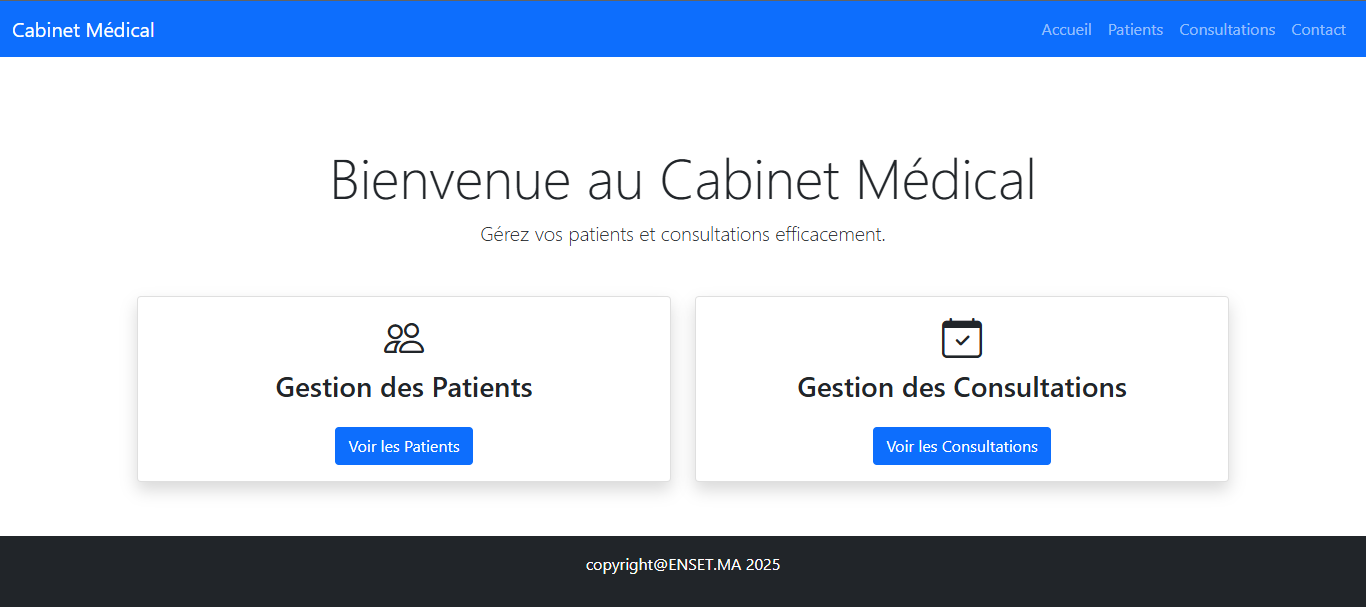 Cabinet Médical
Accueil Patients Consultations Contact
Bienvenue au Cabinet Médical
Gérez vos patients et consultations efficacement.
Gestion des Patients
Voir les Patients
Gestion des Consultations
Voir les Consultations
copyright@ENSET.MA 2025